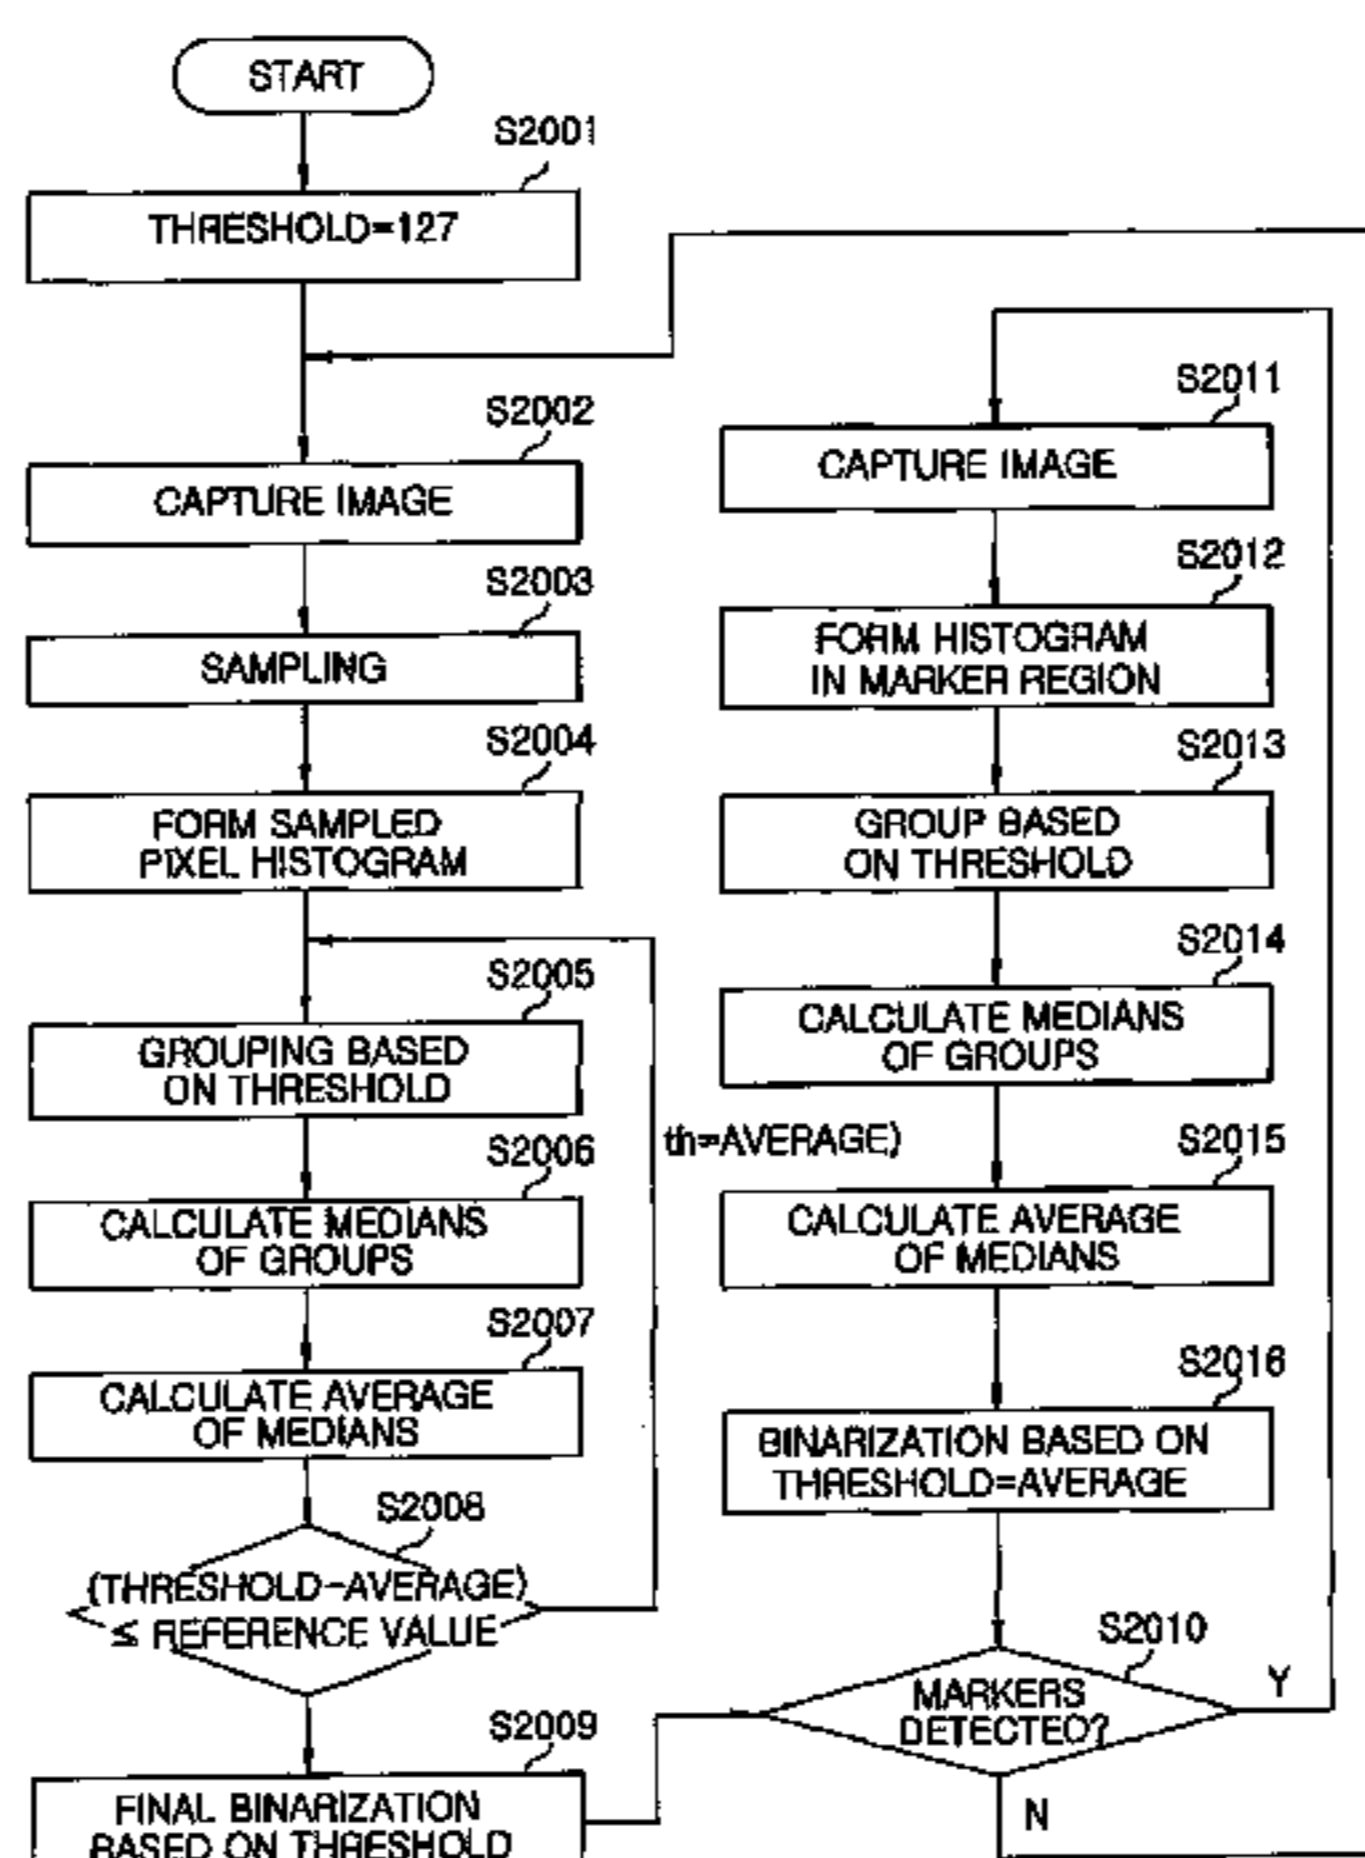 START
S2001
THRESHOLD=127
S2002
CAPTURE IMAGE
S2003
SAMPLING
S2004
FORM SAMPLED
PIXEL HISTOGRAM
S2005
GROUPING BASED
ON THRESHOLD
S2006
CALCULATE MEDIANS
OF GROUPS
S2007
CALCULATE AVERAGE
OF MEDIANS
S2008
(THRESHOLD-AVERAGE)
≤ REFERENCE VALUE
th=AVERAGE)
S2009
FINAL BINARIZATION
BASED ON THRESHOLD
S2011
CAPTURE IMAGE
S2012
FORM HISTOGRAM
IN MARKER REGION
S2013
GROUP BASED
ON THRESHOLD
S2014
CALCULATE MEDIANS
OF GROUPS
S2015
CALCULATE AVERAGE
OF MEDIANS
S2016
BINARIZATION BASED ON
THRESHOLD=AVERAGE
S2010
MARKERS
DETECTED?
Y
N